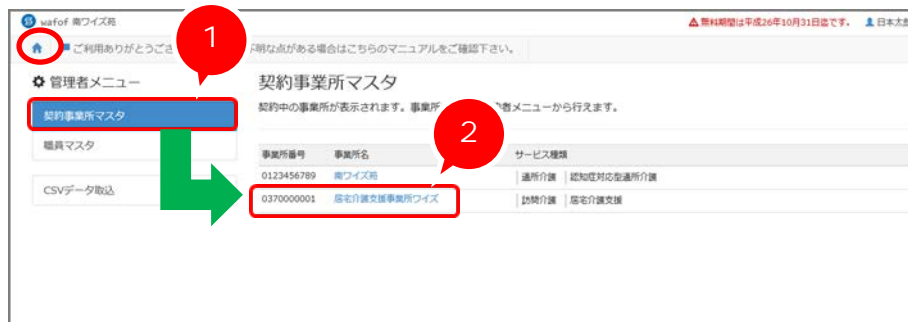 wafof 南ワイズ苑
無料期間は平成26年10月31日迄です。 日本太郎
ご利用ありがとうござ 明な点がある場合はこちらのマニュアルをご確認下さい。
1
管理者メニュー
契約事業所マスタ
職員マスタ
CSVデータ取込
契約事業所マスタ
契約中の事業所が表示されます。事業所 者メニューから行えます。
2
事業所番号 事業所名 サービス種類
0123456789 南ワイズ苑 通所介護 認知症対応型通所介護
0370000001 居宅介護支援事業所ワイズ 訪問介護 居宅介護支援